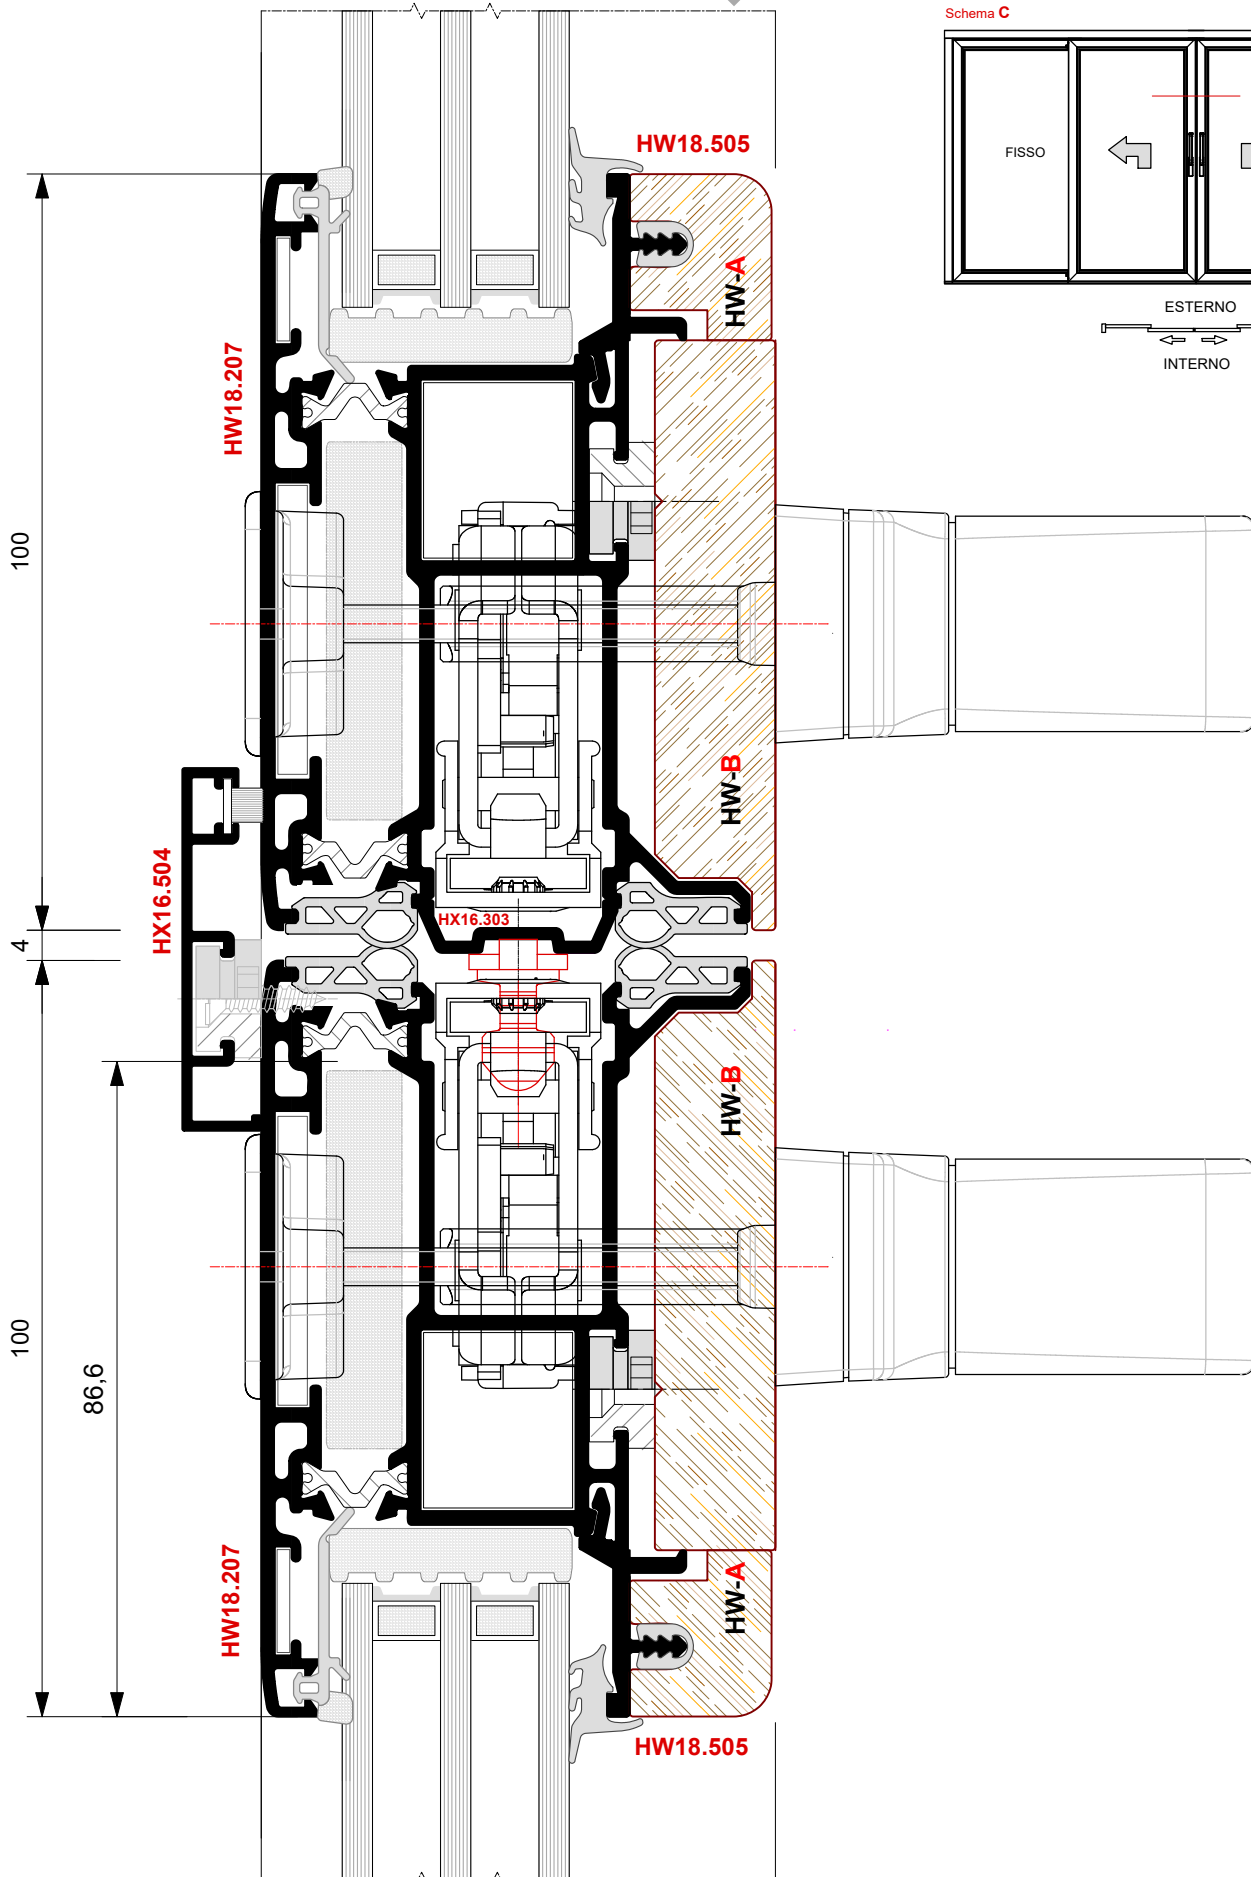 Schema C
HW18.505
FISSO
HW-A
ESTERNO
INTERNO
HW18.207
100
HW-B
HX16.504
HX16.303
4
HW-B
100
86,6
HW18.207
HW-A
HW18.505